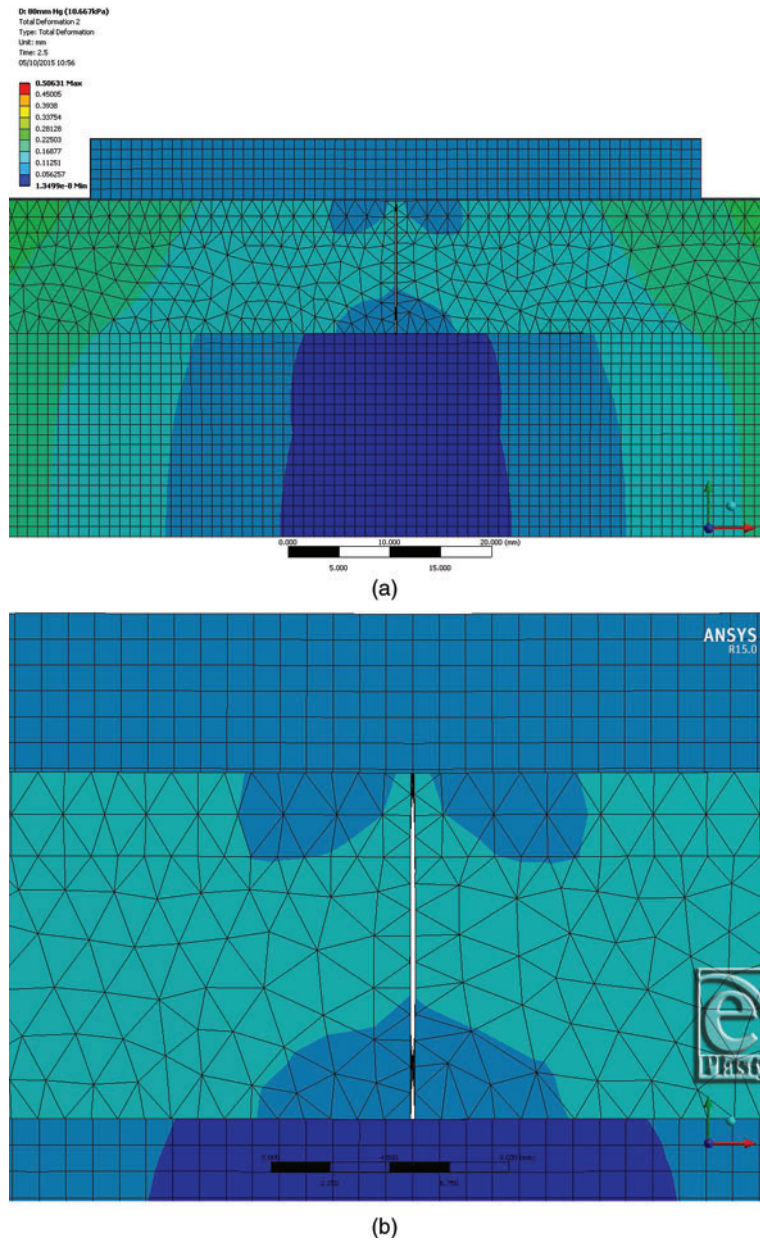 D: 80mm Hg (10.667kPa)
Total Deformation 2
Type: Total Deformation
Unit: mm
Time: 2.5
05/10/2015 10:56
0.50631 Max
0.45005
0.3938
0.33754
0.28128
0.22503
0.16877
0.11251
0.056257
1.3499e-8 Min
0.000
10.000
20.000 (mm)
5.000
15.000
(a)
ANSYS
R15.0
e
Plasty
(b)